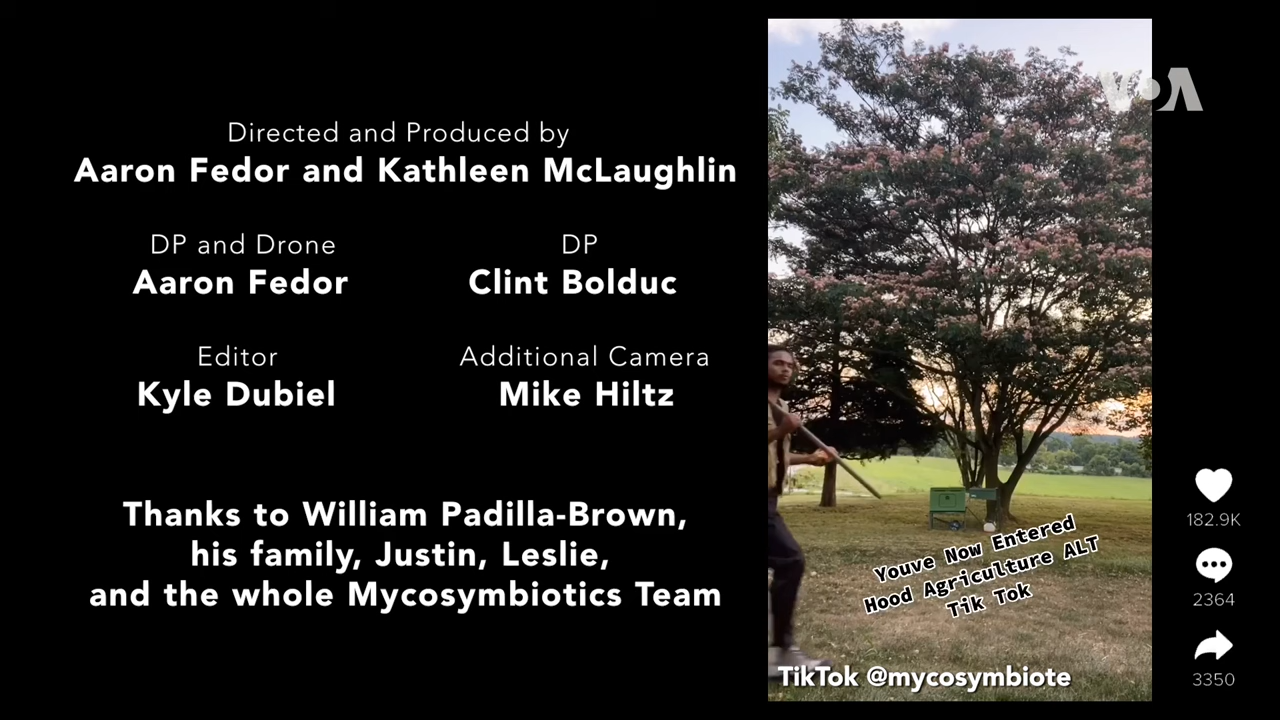 Directed and Produced by
Aaron Fedor and Kathleen McLaughlin
DP and Drone
Aaron Fedor
DP
Clint Bolduc
Editor
Kyle Dubiel
Additional Camera
Mike Hiltz
Thanks to William Padilla-Brown,
his family, Justin, Leslie,
and the whole Mycosymbiotics Team
VOA
Youve Now Entered
Hood Agriculture ALT
Tik Tok
TikTok @mycosymbiote
182.9K
2364
3350